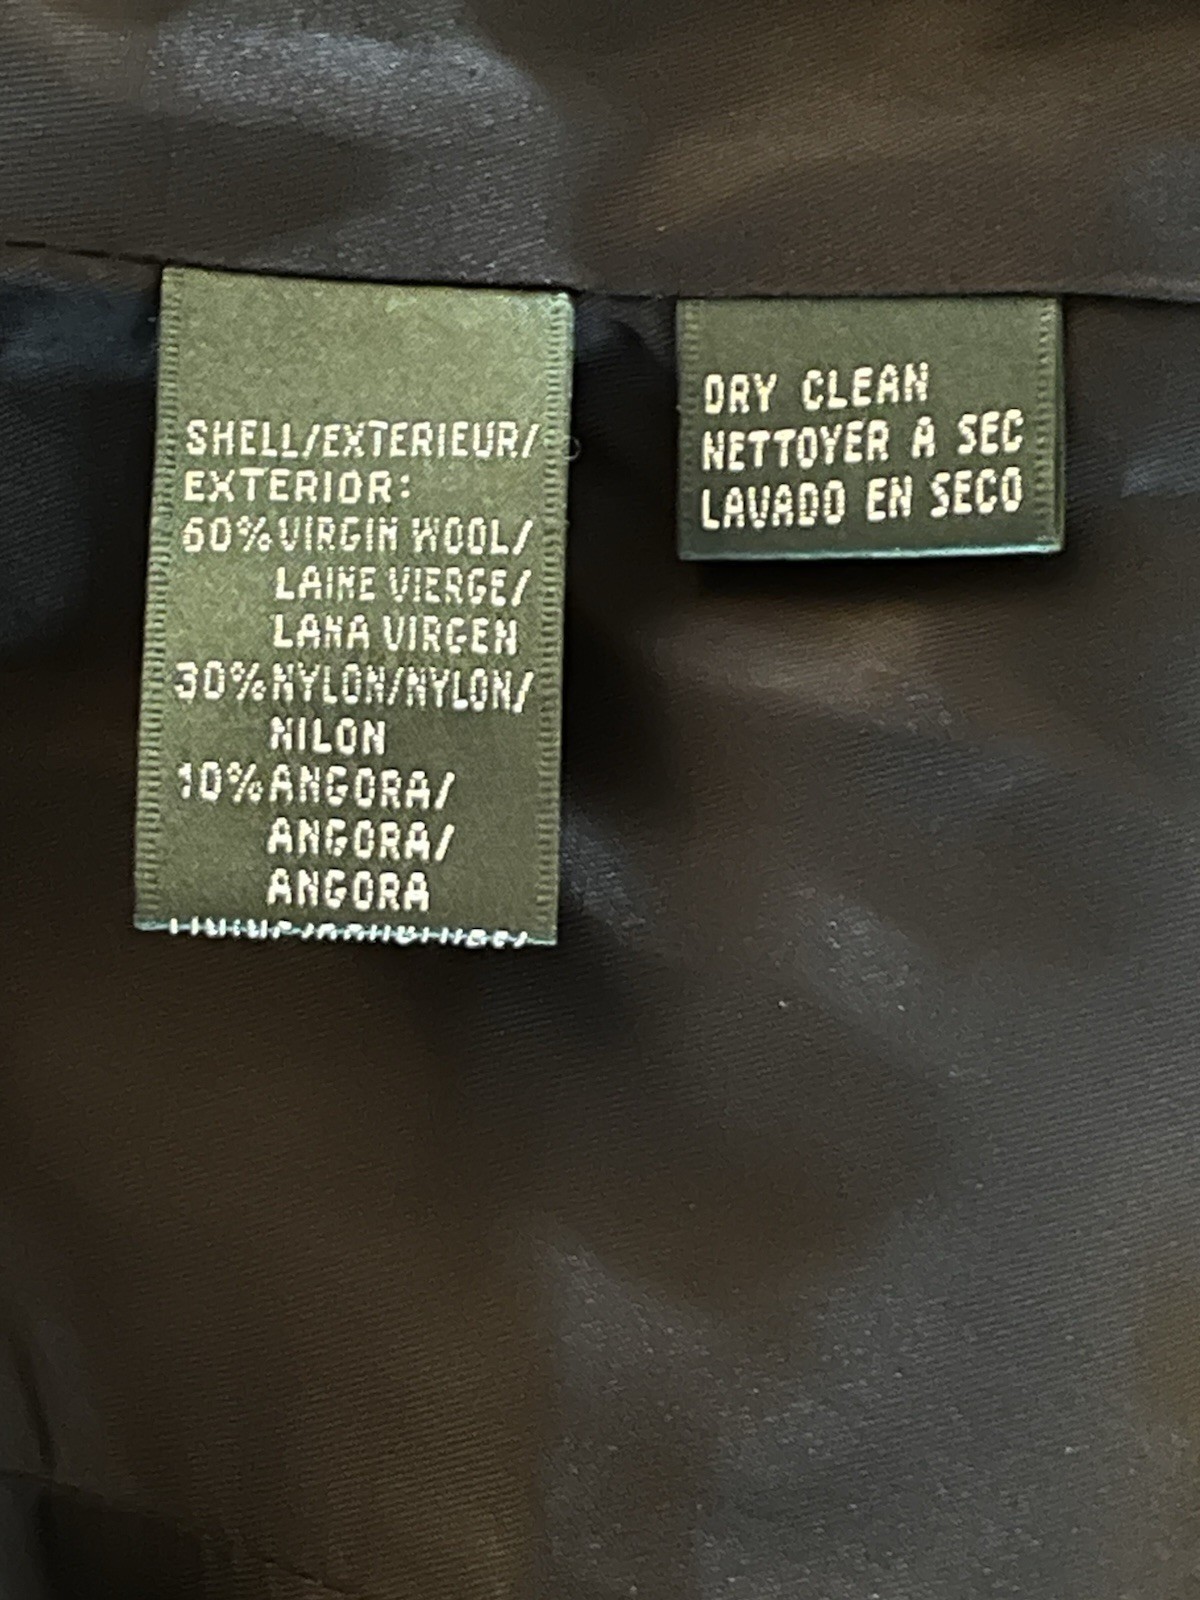 SHELL/EXTERIEUR/
EXTERIOR:
60% VIRGIN WOOL/
LAINE VIERGE/
LANA VIRGEN
30% NYLON/NYLON/
NILON
10% ANGORA/
ANGORA/
ANGORA
DRY CLEAN
NETTOYER A SEC
LAVADO EN SECO